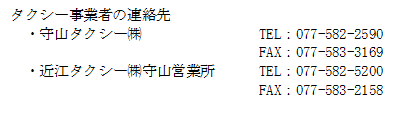 タクシー事業者の連絡先
・守山タクシー㈱　　　　　　　　TEL：077-582-2590
FAX：077-583-3169
・近江タクシー㈱守山営業所　　　TEL：077-582-5200
FAX：077-583-2158